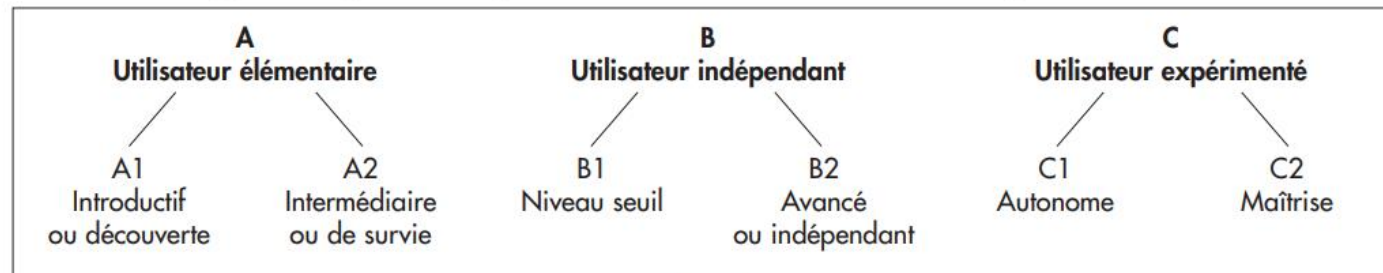 A
Utilisateur élémentaire
B
Utilisateur indépendant
C
Utilisateur expérimenté
A1
Introductif
ou découverte
A2
Intermédiaire
ou de survie
B1
Niveau seuil
B2
Avancé
ou indépendant
C1
Autonome
C2
Maîtrise